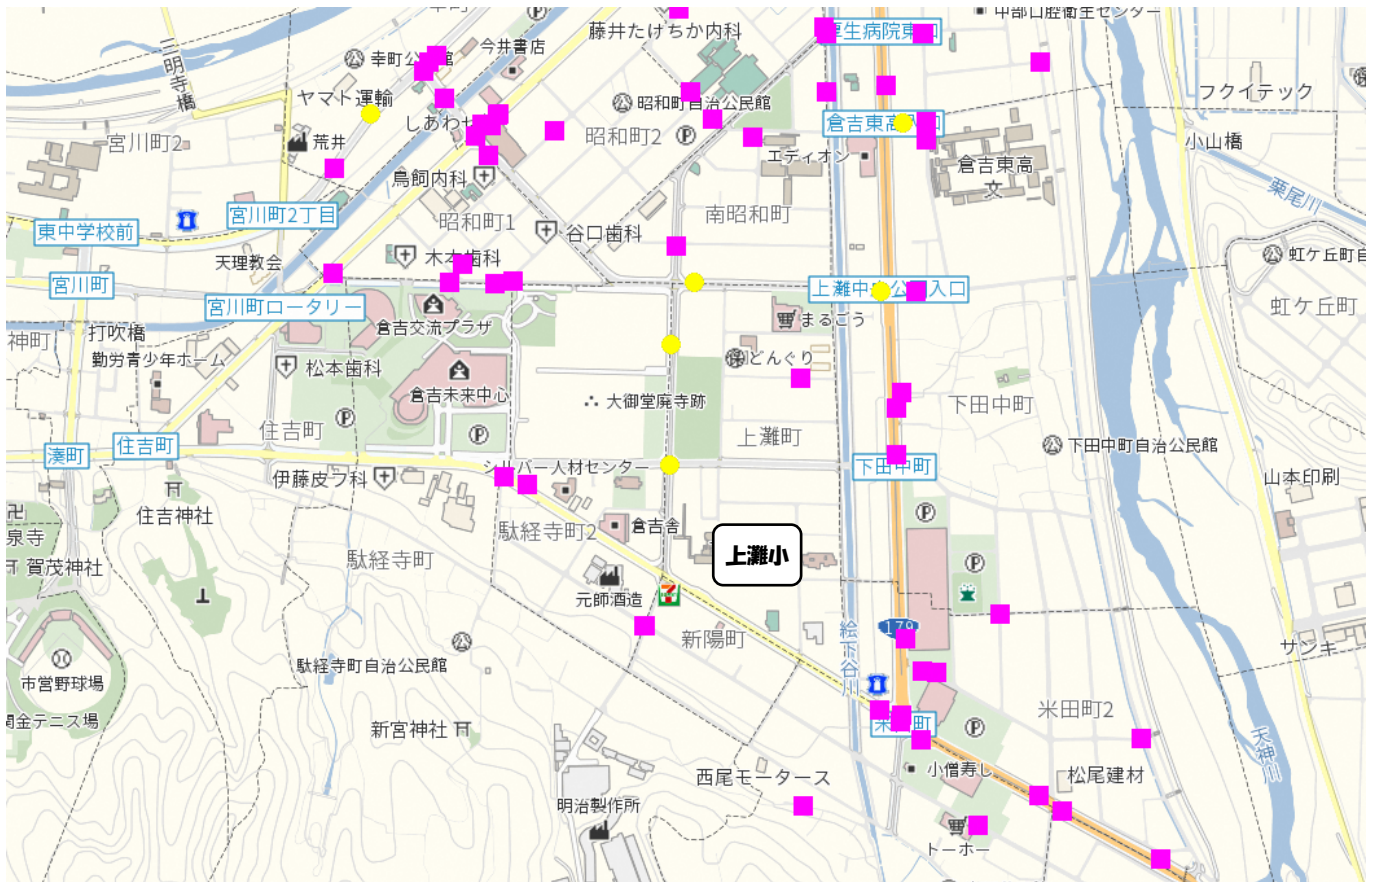 幸町
中部口腔衛生センター
藤井たけちか内科
厚生病院東
今井書店
幸町公
館
三明寺橋
ヤマト運輸
フクイテック
昭和町自治公民館
しあわせ
倉吉東高
口
宮川町2
荒井
昭和町2
小山橋
エディオン
倉吉東高
鳥飼内科
栗尾川
宮川町2丁目
昭和町1
南昭和町
東中学校前
谷口歯科
木本歯科
天理教会
虹ケ丘町自
宮川町
上灘中央公
入口
宮川町ロータリー
虹ケ丘町
打吹橋
倉吉交流プラザ
まるごう
神町
勤労青少年ホーム
どんぐり
松本歯科
倉吉未来中心
大御堂廃寺跡
下田中町
住吉町
上灘町
住吉町
下田中町自治公民館
湊町
シルバー人材センター
下田中町
伊藤皮フ科
山本印刷
住吉神社
駄経寺町2
倉吉舎
泉寺
駄経寺町
上灘小
賀茂神社
元帥酒造
新陽町
179
絵下谷川
サンキ
駄経寺町自治公民館
市営野球場
関金テニス場
新宮神社
米田町2
米田町
天神川
西尾モータース
小僧寿し
松尾建材
明治製作所
トーホー